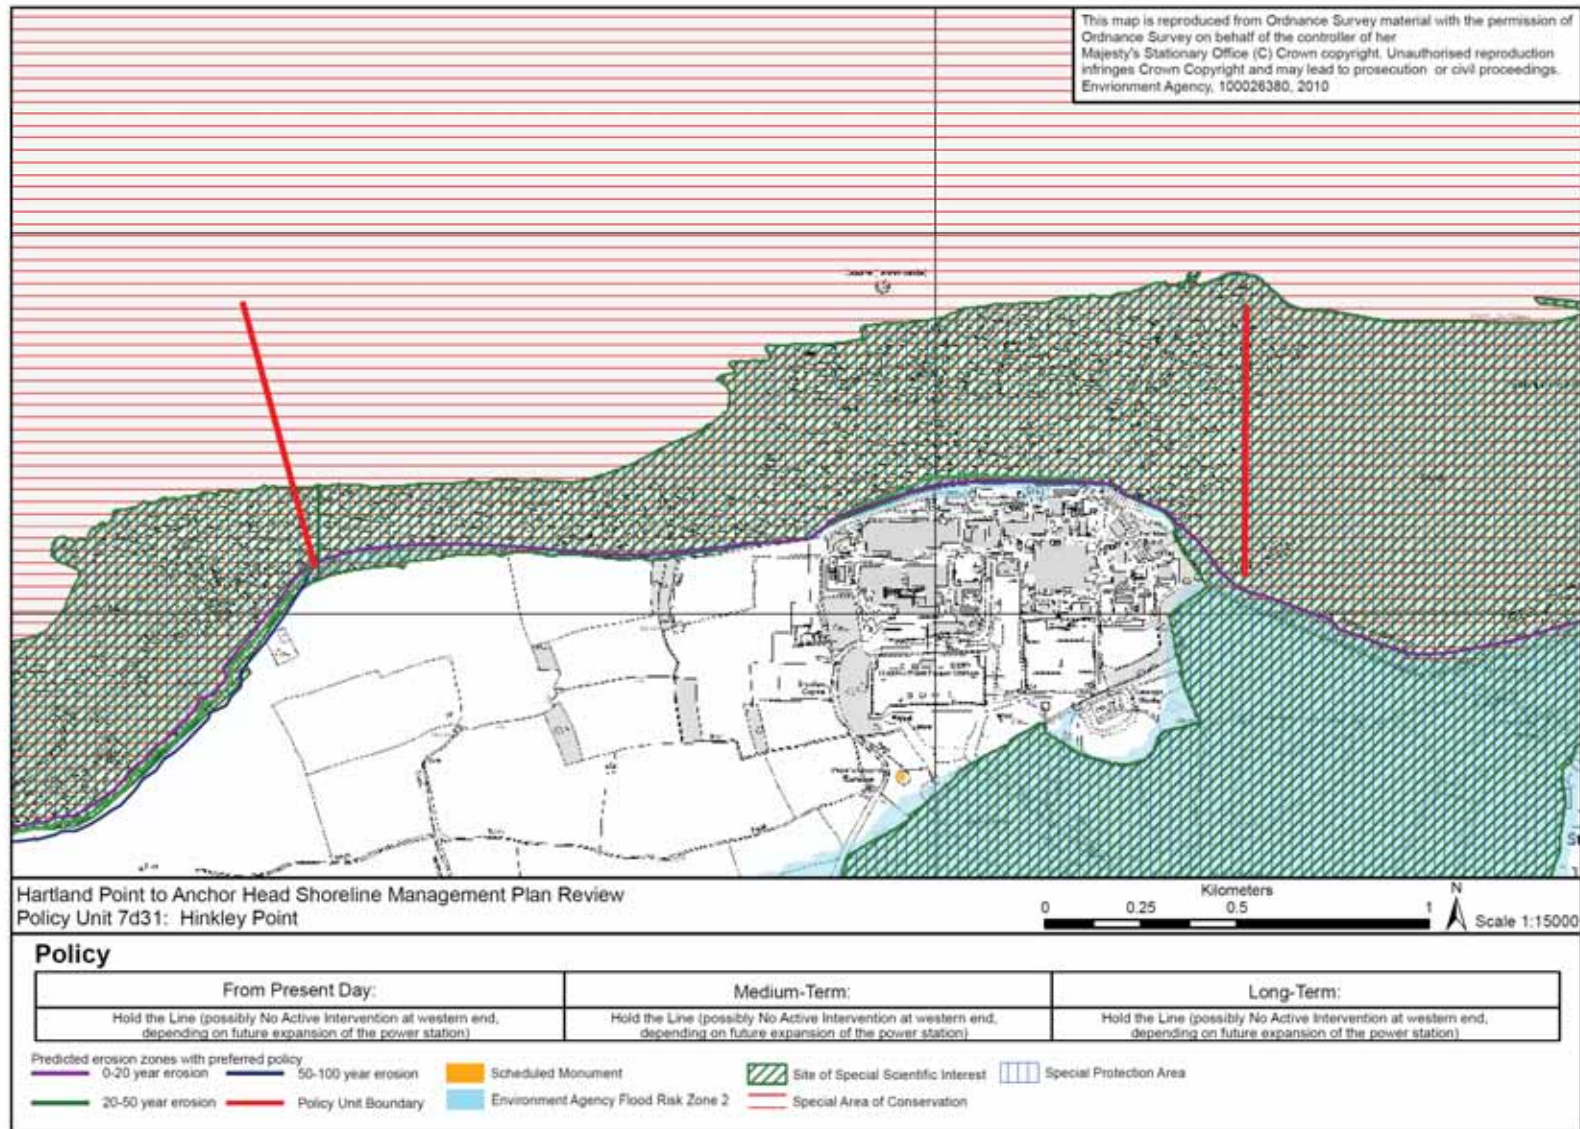 This map is reproduced from Ordnance Survey material with the permission of
Ordnance Survey on behalf of the controller of her
Majesty's Stationary Office (C) Crown copyright. Unauthorised reproduction
infringes Crown Copyright and may lead to prosecution or civil proceedings.
Envrionment Agency, 100026380, 2010
Hartland Point to Anchor Head Shoreline Management Plan Review
Policy Unit 7d31: Hinkley Point
Kilometers
0 0.25 0.5 1
N
Scale 1:15000
Policy
From Present Day:
Medium-Term:
Long-Term:
Hold the Line (possibly No Active Intervention at western end,
depending on future expansion of the power station)
Hold the Line (possibly No Active Intervention at western end,
depending on future expansion of the power station)
Hold the Line (possibly No Active Intervention at western end,
depending on future expansion of the power station)
Predicted erosion zones with preferred policy
0-20 year erosion
50-100 year erosion
Scheduled Monument
Site of Special Scientific Interest
Special Protection Area
20-50 year erosion
Policy Unit Boundary
Environment Agency Flood Risk Zone 2
Special Area of Conservation